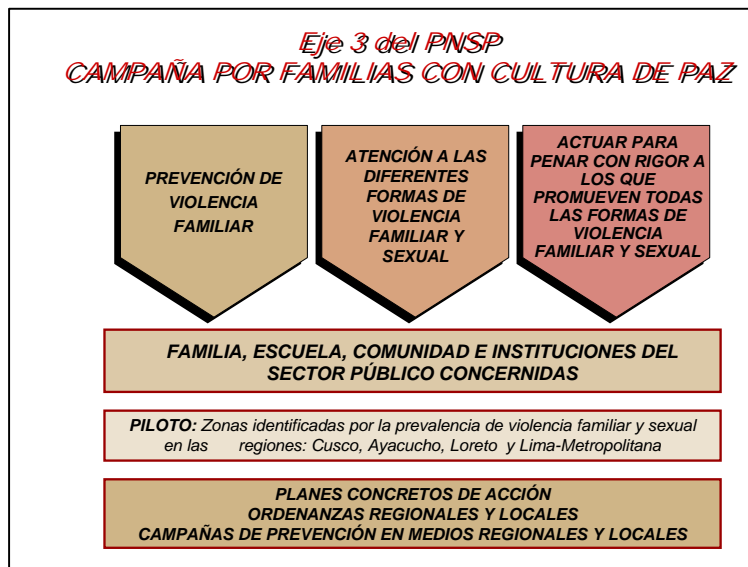 Eje 3 del PNSP
CAMPAÑA POR FAMILIAS CON CULTURA DE PAZ
PREVENCIÓN DE
VIOLENCIA
FAMILIAR
ATENCIÓN A LAS
DIFERENTES
FORMAS DE
VIOLENCIA
FAMILIAR Y
SEXUAL
ACTUAR PARA
PENAR CON RIGOR A
LOS QUE
PROMUEVEN TODAS
LAS FORMAS DE
VIOLENCIA
FAMILIAR Y SEXUAL
FAMILIA, ESCUELA, COMUNIDAD E INSTITUCIONES DEL
SECTOR PÚBLICO CONCERNIDAS
PILOTO: Zonas identificadas por la prevalencia de violencia familiar y sexual
en las regiones: Cusco, Ayacucho, Loreto y Lima-Metropolitana
PLANES CONCRETOS DE ACCIÓN
ORDENANZAS REGIONALES Y LOCALES
CAMPAÑAS DE PREVENCIÓN EN MEDIOS REGIONALES Y LOCALES